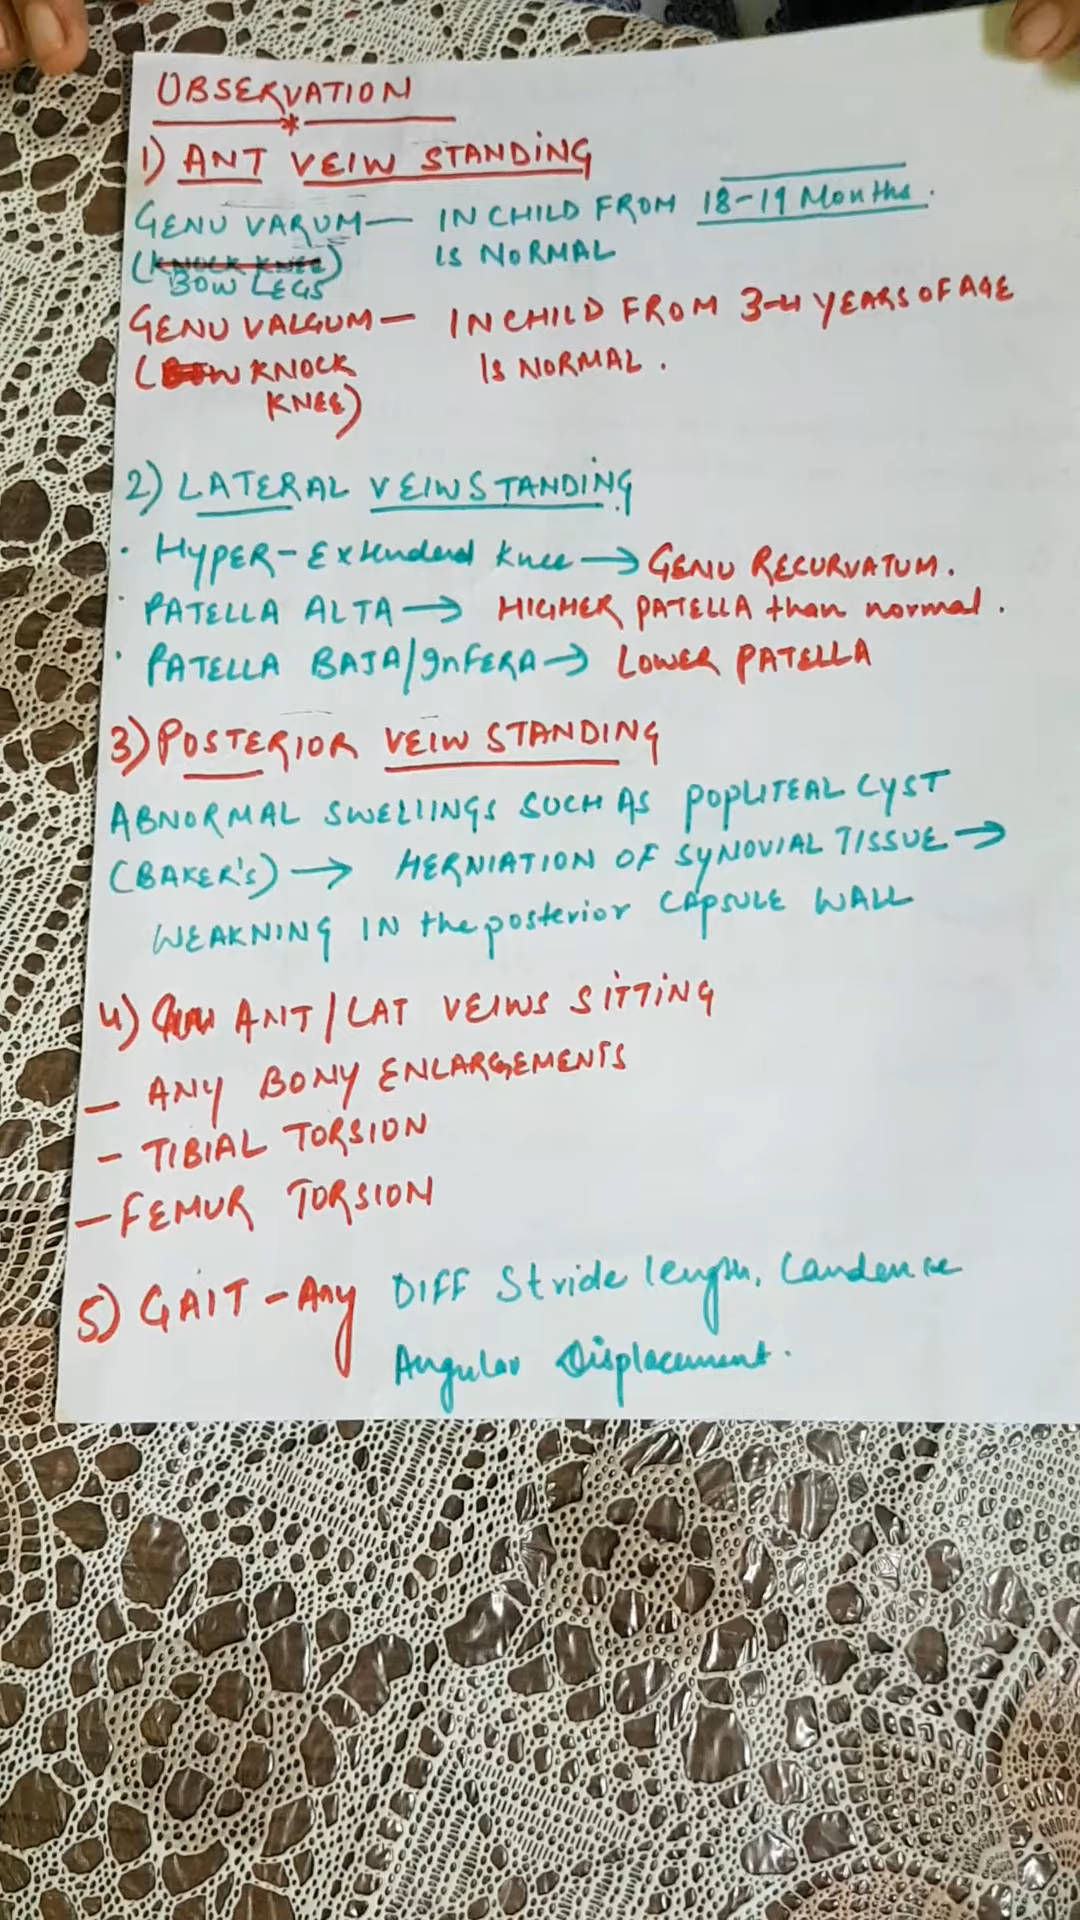 OBSERVATION
1) ANT VEIW STANDING
GENU VARUM — IN CHILD FROM 18-19 Months.
(KNOCK KNEE) IS NORMAL
BOW LEGS
GENU VALGUM — IN CHILD FROM 3-4 YEARS OF AGE
(BOW KNOCK IS NORMAL.
KNEE)
2) LATERAL VEIW STANDING
· HYPER-Extended Knee → GENU RECURVATUM.
· PATELLA ALTA → HIGHER PATELLA than normal.
· PATELLA BAJA/INFERA → LOWER PATELLA
3) POSTERIOR VEIW STANDING
ABNORMAL SWELLINGS SUCH AS POPLITEAL CYST
(BAKER'S) → HERNIATION OF SYNOVIAL TISSUE →
WEAKNING IN the posterior CAPSULE WALL
4) ANT/LAT VEIWS SITTING
— ANY BONY ENLARGEMENTS
— TIBIAL TORSION
— FEMUR TORSION
5) GAIT - Any DIFF Stride length,
Angular Displacement.